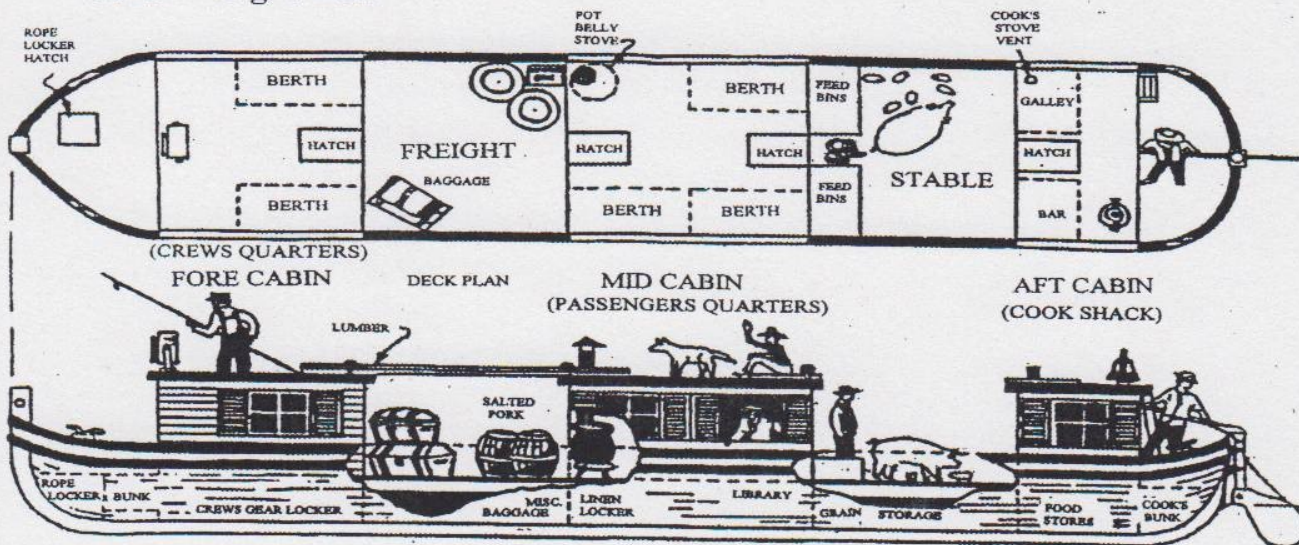 ROPE
LOCKER
HATCH
POT
BELLY
STOVE
COOK'S
STOVE
VENT
BERTH
BERTH
FEED
BINS
GALLEY
HATCH
FREIGHT
HATCH
HATCH
HATCH
BAGGAGE
STABLE
BERTH
BERTH
BERTH
FEED
BINS
BAR
(CREWS QUARTERS)
FORE CABIN
DECK PLAN
MID CABIN
(PASSENGERS QUARTERS)
AFT CABIN
(COOK SHACK)
LUMBER
SALTED
PORK
ROPE
LOCKER
BUNK
CREWS GEAR LOCKER
MISC.
BAGGAGE
LINEN
LOCKER
LIBRARY
GRAIN
STORAGE
FOOD
STORES
COOK'S
BUNK